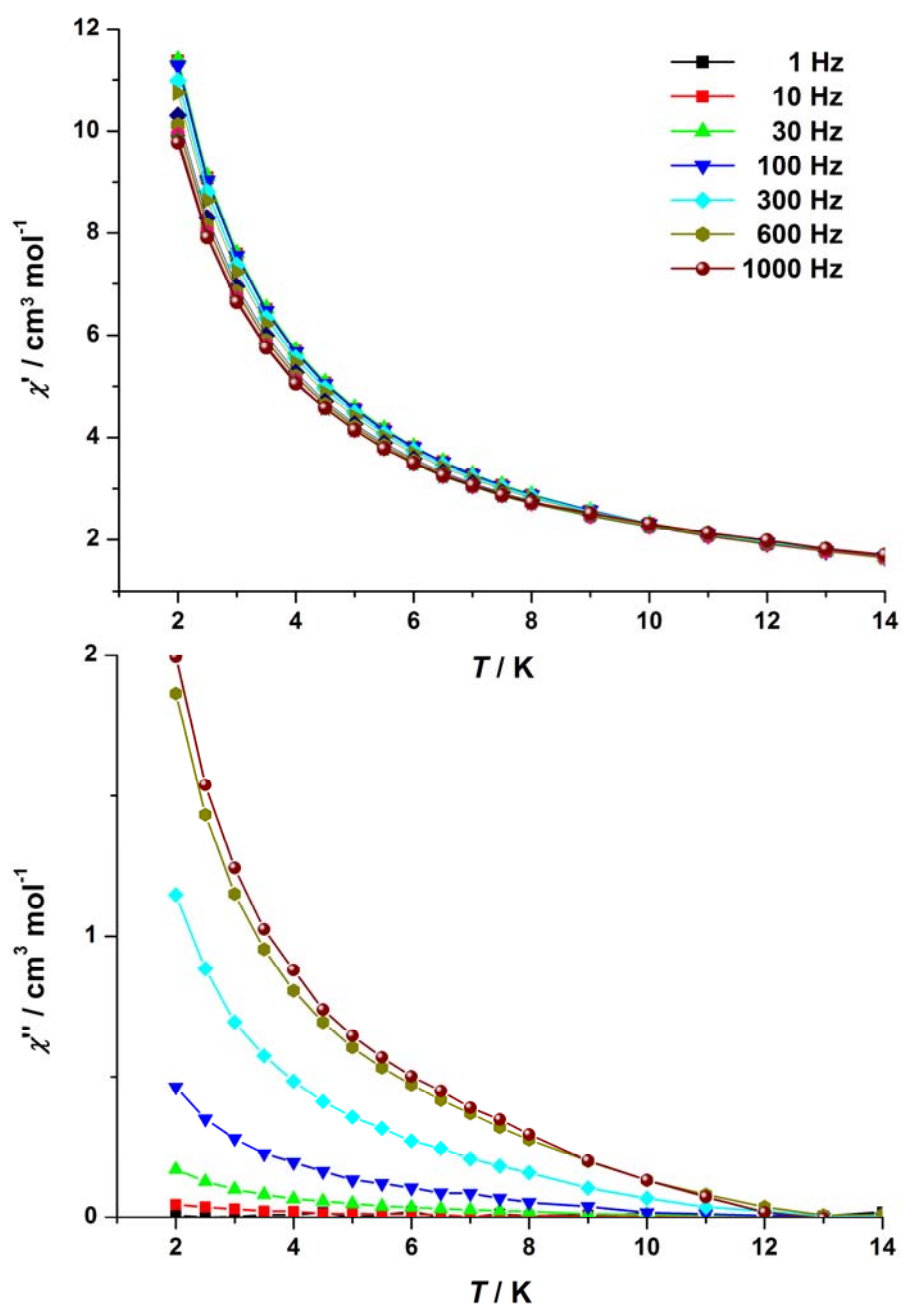 12
10
8
6
4
2
χ' / cm³ mol⁻¹
1 Hz
10 Hz
30 Hz
100 Hz
300 Hz
600 Hz
1000 Hz
2 4 6 8 10 12 14
T / K
2
1
0
χ" / cm³ mol⁻¹
2 4 6 8 10 12 14
T / K